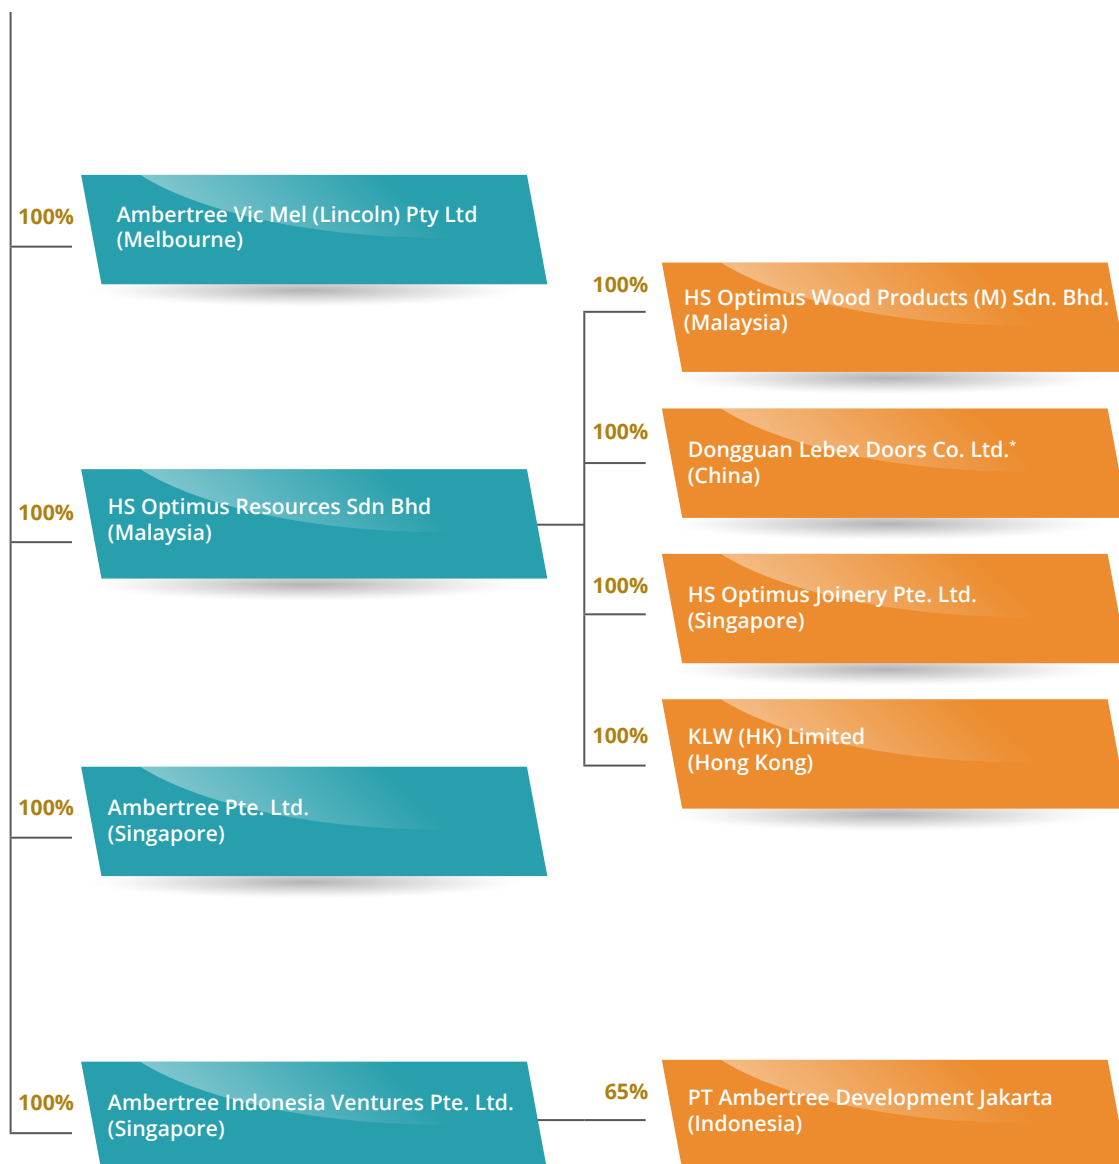 100%
Ambertree Vic Mel (Lincoln) Pty Ltd
(Melbourne)
100%
HS Optimus Wood Products (M) Sdn. Bhd.
(Malaysia)
100%
Dongguan Lebex Doors Co. Ltd.*
(China)
100%
HS Optimus Resources Sdn Bhd
(Malaysia)
100%
HS Optimus Joinery Pte. Ltd.
(Singapore)
100%
KLW (HK) Limited
(Hong Kong)
100%
Ambertree Pte. Ltd.
(Singapore)
100%
Ambertree Indonesia Ventures Pte. Ltd.
(Singapore)
65%
PT Ambertree Development Jakarta
(Indonesia)